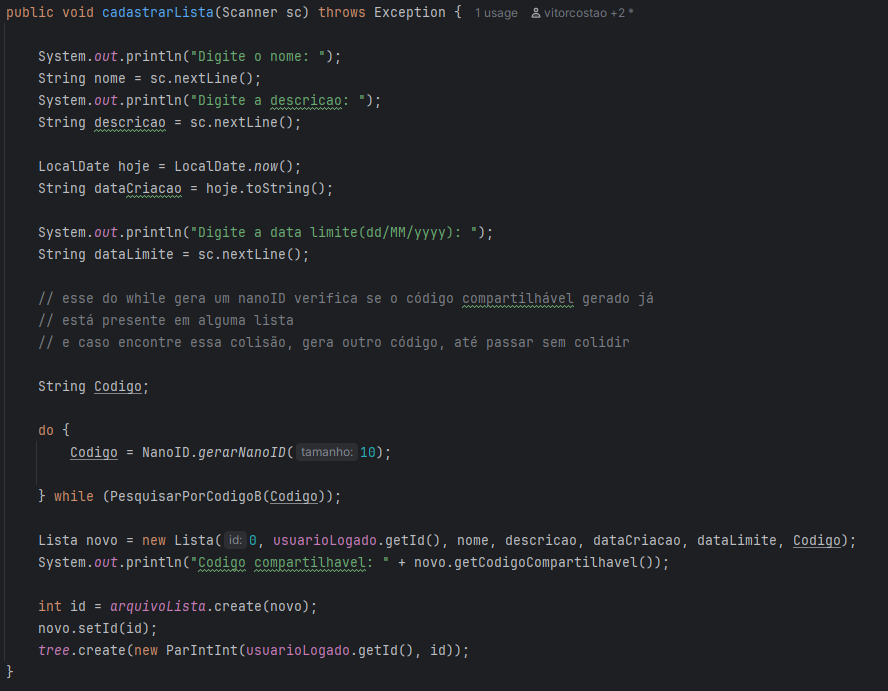 public void cadastrarLista(Scanner sc) throws Exception { 1 usage vitorcostao +2 *
System.out.println("Digite o nome: ");
String nome = sc.nextLine();
System.out.println("Digite a descricao: ");
String descricao = sc.nextLine();
LocalDate hoje = LocalDate.now();
String dataCriacao = hoje.toString();
System.out.println("Digite a data limite(dd/MM/yyyy): ");
String dataLimite = sc.nextLine();
// esse do while gera um nanoID verifica se o código compartilhável gerado já
// está presente em alguma lista
// e caso encontre essa colisão, gera outro código, até passar sem colidir
String Codigo;
do {
Codigo = NanoID.gerarNanoID( tamanho: 10);
} while (PesquisarPorCodigoB(Codigo));
Lista novo = new Lista( id: 0, usuarioLogado.getId(), nome, descricao, dataCriacao, dataLimite, Codigo);
System.out.println("Codigo compartilhavel: " + novo.getCodigoCompartilhavel());
int id = arquivoLista.create(novo);
novo.setId(id);
tree.create(new ParIntInt(usuarioLogado.getId(), id));
}